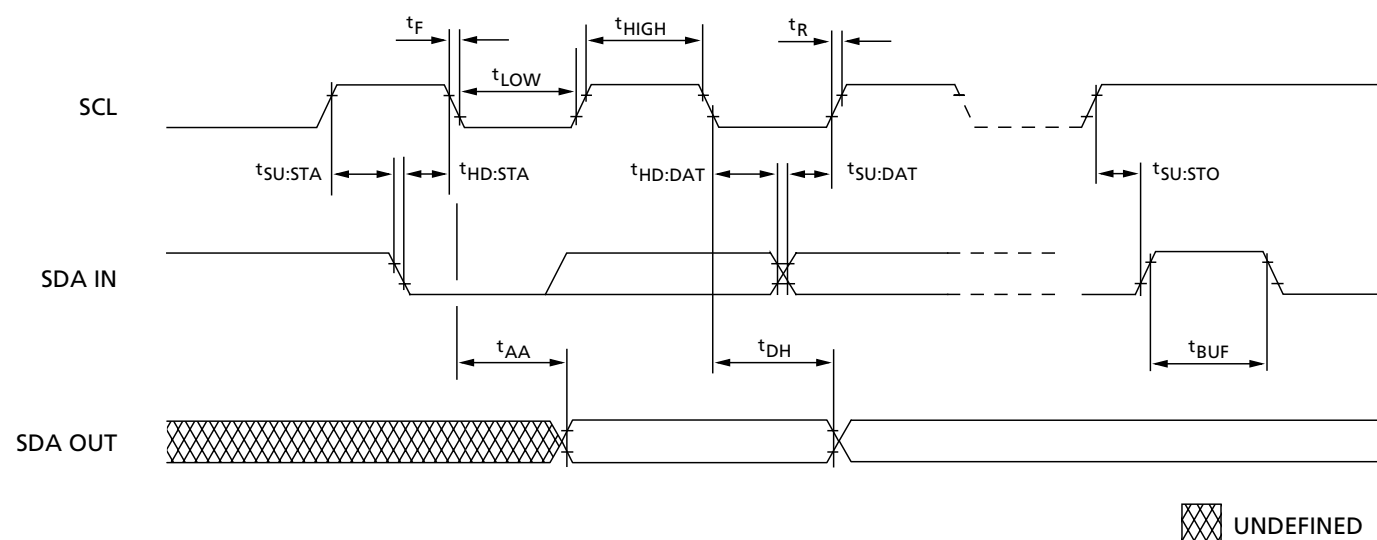 tF
tHIGH
tR
tLOW
SCL
tSU:STA
tHD:STA
tHD:DAT
tSU:DAT
tSU:STO
SDA IN
tAA
tDH
tBUF
SDA OUT
UNDEFINED